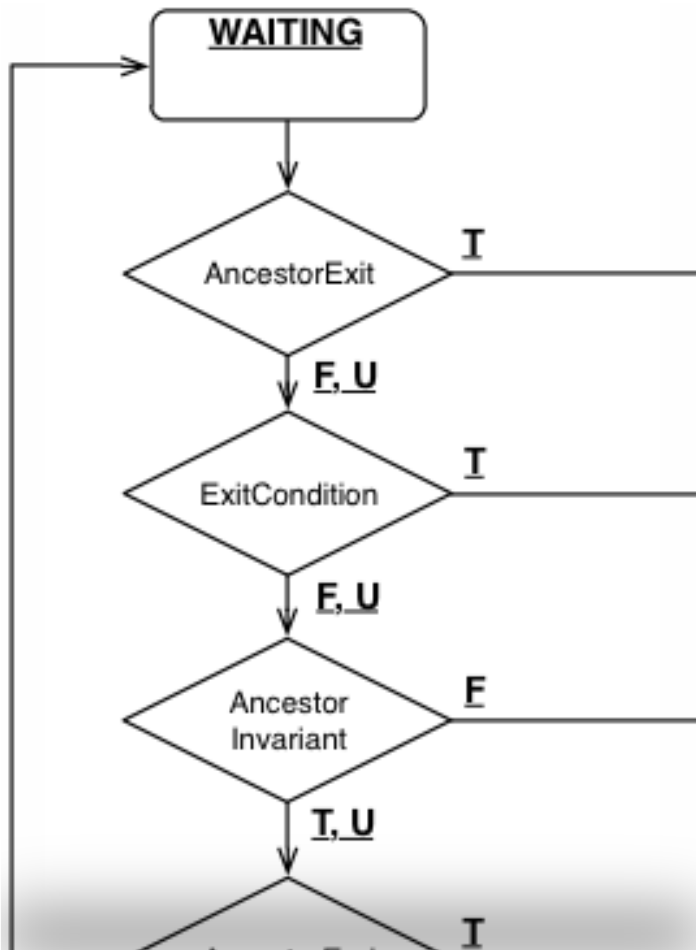 WAITING
T
AncestorExit
F, U
T
ExitCondition
F, U
F
Ancestor
Invariant
T, U
T